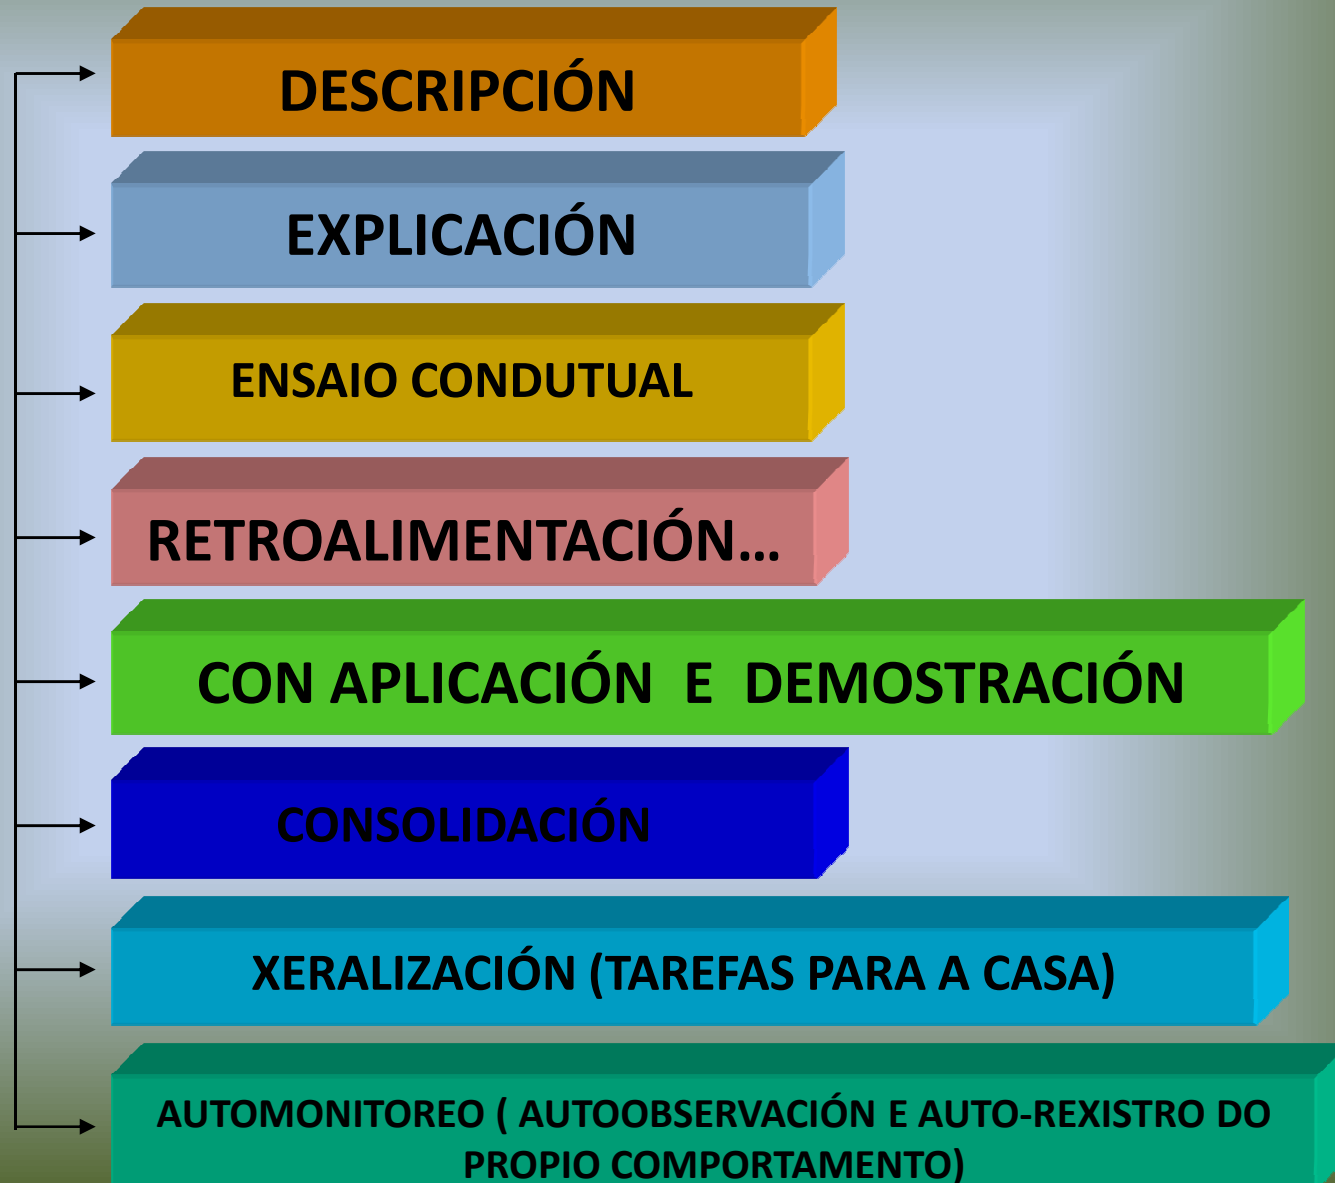 DESCRIPCIÓN
EXPLICACIÓN
ENSAIO CONDUTUAL
RETROALIMENTACIÓN...
CON APLICACIÓN E DEMOSTRACIÓN
CONSOLIDACIÓN
XERALIZACIÓN (TAREFAS PARA A CASA)
AUTOMONITOREO ( AUTOOBSERVACIÓN E AUTO-REXISTRO DO
PROPIO COMPORTAMENTO)